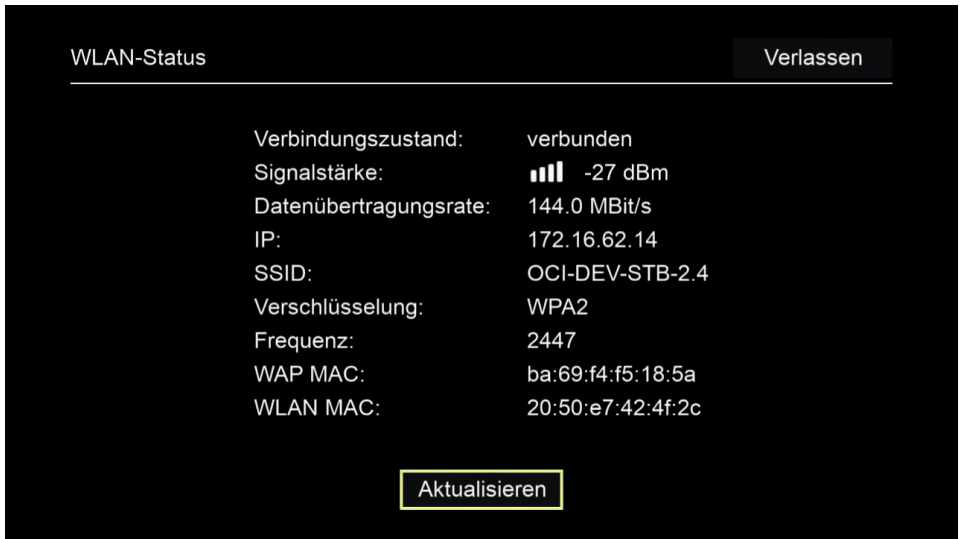 WLAN-Status Verlassen
Verbindungszustand: verbunden
Signalstärke: -27 dBm
Datenübertragungsrate: 144.0 MBit/s
IP: 172.16.62.14
SSID: OCI-DEV-STB-2.4
Verschlüsselung: WPA2
Frequenz: 2447
WAP MAC: ba:69:f4:f5:18:5a
WLAN MAC: 20:50:e7:42:4f:2c
Aktualisieren